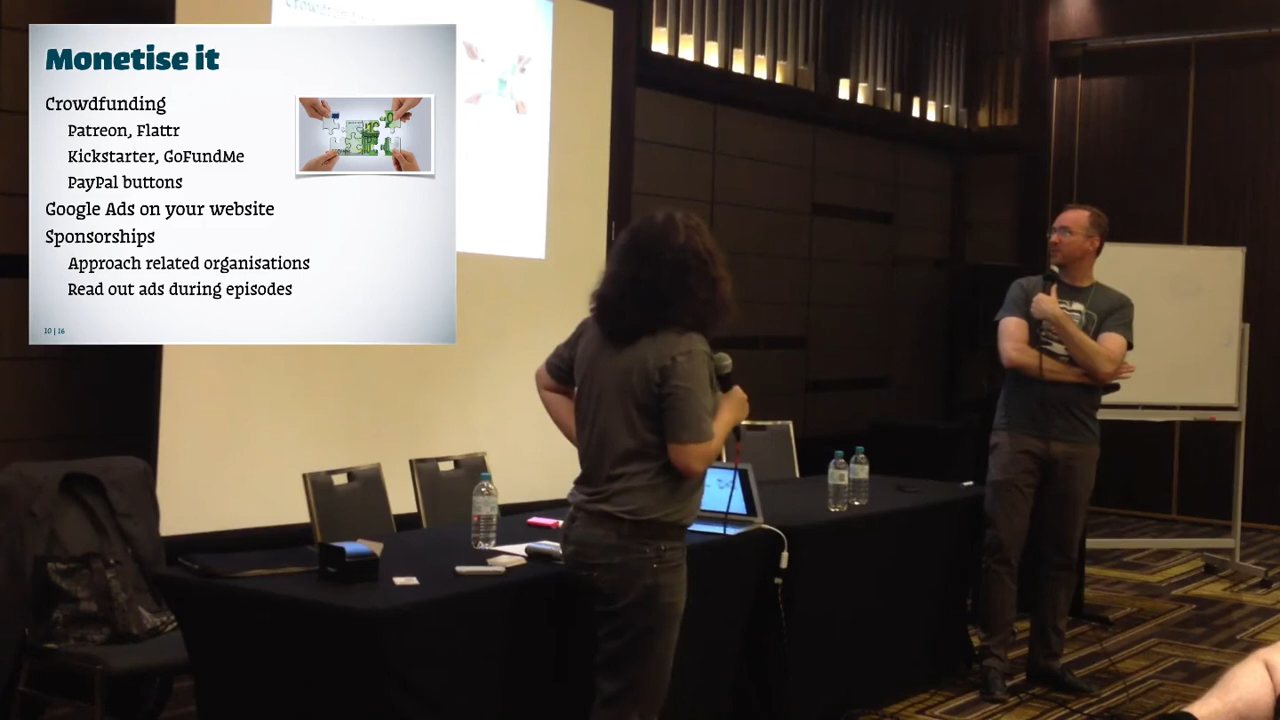 Monetise it
Crowdfunding
Patreon, Flattr
Kickstarter, GoFundMe
PayPal buttons
Google Ads on your website
Sponsorships
Approach related organisations
Read out ads during episodes
10 | 16
Crowdfunding